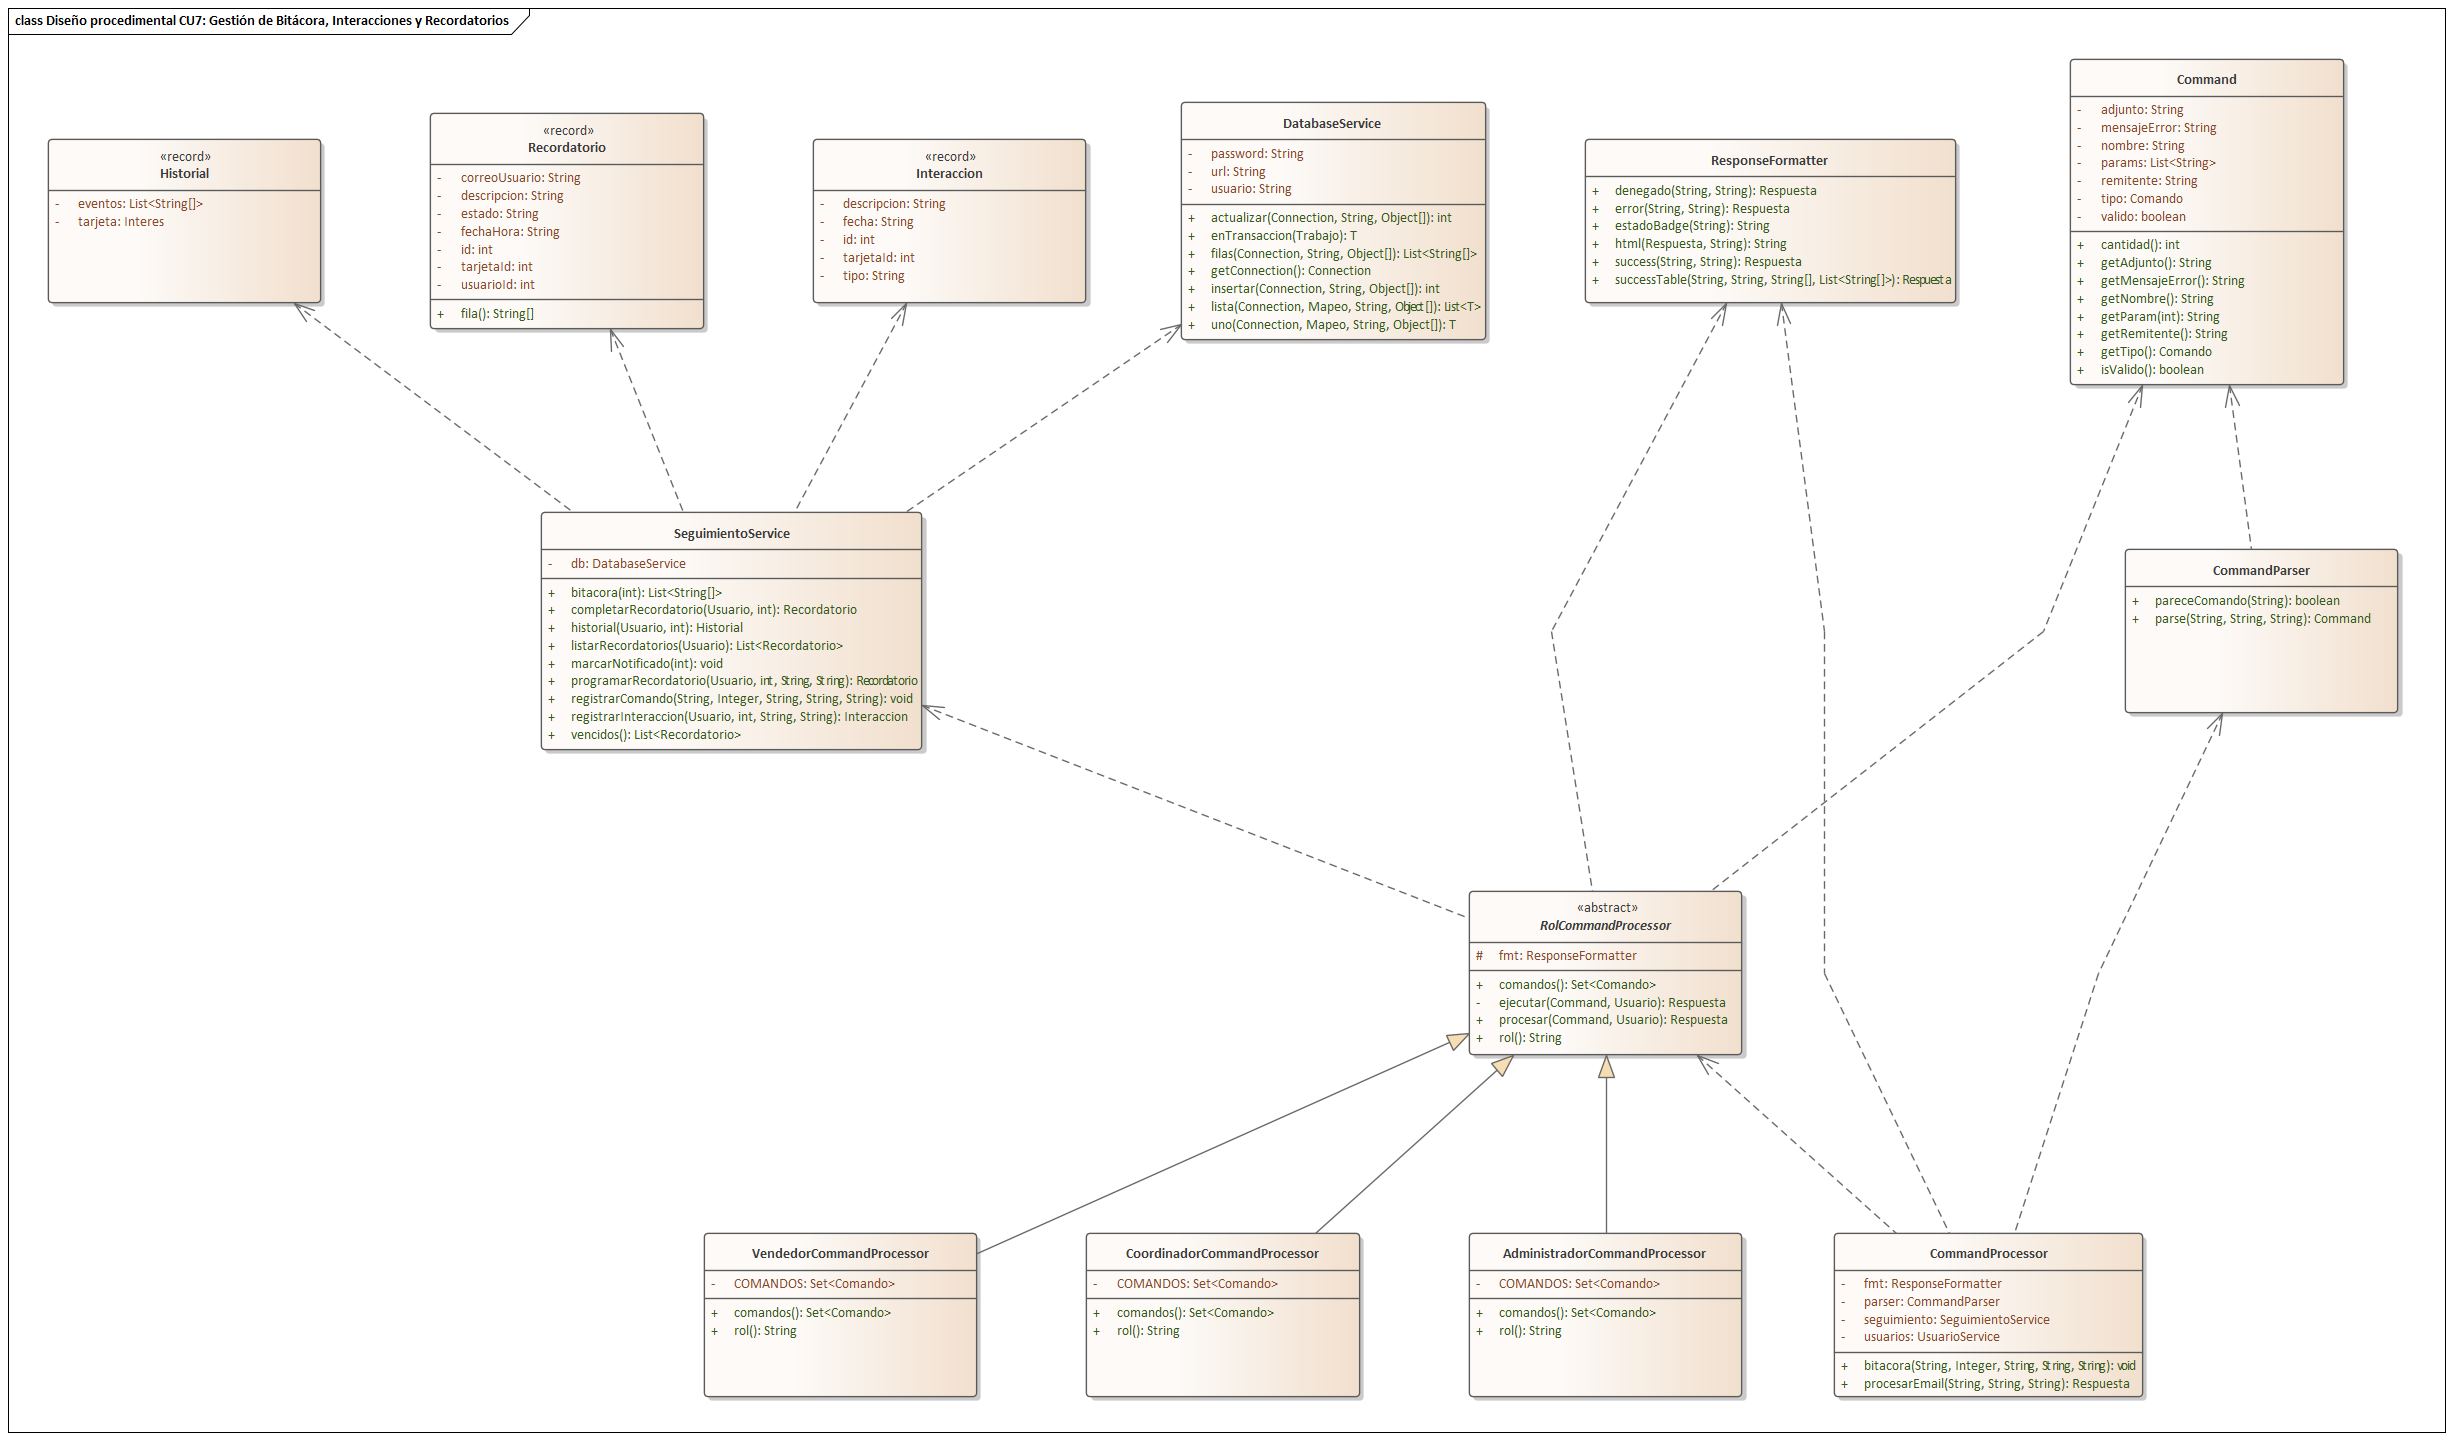 class Diseño procedimental CU7: Gestión de Bitácora, Interacciones y Recordatorios
«record»
Historial
- eventos: List<String[]>
- tarjeta: Interes
«record»
Recordatorio
- correoUsuario: String
- descripcion: String
- estado: String
- fechaHora: String
- id: int
- tarjetaId: int
- usuarioId: int
+ fila(): String[]
«record»
Interaccion
- descripcion: String
- fecha: String
- id: int
- tarjetaId: int
- tipo: String
DatabaseService
- password: String
- url: String
- usuario: String
+ actualizar(Connection, String, Object[]): int
+ enTransaccion(Trabajo): T
+ filas(Connection, String, Object[]): List<String[]>
+ getConnection(): Connection
+ insertar(Connection, String, Object[]): int
+ lista(Connection, Mapeo, String, Object[]): List<T>
+ uno(Connection, Mapeo, String, Object[]): T
ResponseFormatter
+ denegado(String, String): Respuesta
+ error(String, String): Respuesta
+ estadoBadge(String): String
+ html(Respuesta, String): String
+ success(String, String): Respuesta
+ successTable(String, String, String[], List<String[]>): Respuesta
Command
- adjunto: String
- mensajeError: String
- nombre: String
- params: List<String>
- remitente: String
- tipo: Comando
- valido: boolean
+ cantidad(): int
+ getAdjunto(): String
+ getMensajeError(): String
+ getNombre(): String
+ getParam(int): String
+ getRemitente(): String
+ getTipo(): Comando
+ isValido(): boolean
SeguimientoService
- db: DatabaseService
+ bitacora(int): List<String[]>
+ completarRecordatorio(Usuario, int): Recordatorio
+ historial(Usuario, int): Historial
+ listarRecordatorios(Usuario): List<Recordatorio>
+ marcarNotificado(int): void
+ programarRecordatorio(Usuario, int, String, String): Recordatorio
+ registrarComando(String, Integer, String, String, String): void
+ registrarInteraccion(Usuario, int, String, String): Interaccion
+ vencidos(): List<Recordatorio>
CommandParser
+ pareceComando(String): boolean
+ parse(String, String, String): Command
«abstract»
RolCommandProcessor
# fmt: ResponseFormatter
+ comandos(): Set<Comando>
- ejecutar(Command, Usuario): Respuesta
+ procesar(Command, Usuario): Respuesta
+ rol(): String
VendedorCommandProcessor
- COMANDOS: Set<Comando>
+ comandos(): Set<Comando>
+ rol(): String
CoordinadorCommandProcessor
- COMANDOS: Set<Comando>
+ comandos(): Set<Comando>
+ rol(): String
AdministradorCommandProcessor
- COMANDOS: Set<Comando>
+ comandos(): Set<Comando>
+ rol(): String
CommandProcessor
- fmt: ResponseFormatter
- parser: CommandParser
- seguimiento: SeguimientoService
- usuarios: UsuarioService
+ bitacora(String, Integer, String, String, String): void
+ procesarEmail(String, String, String): Respuesta